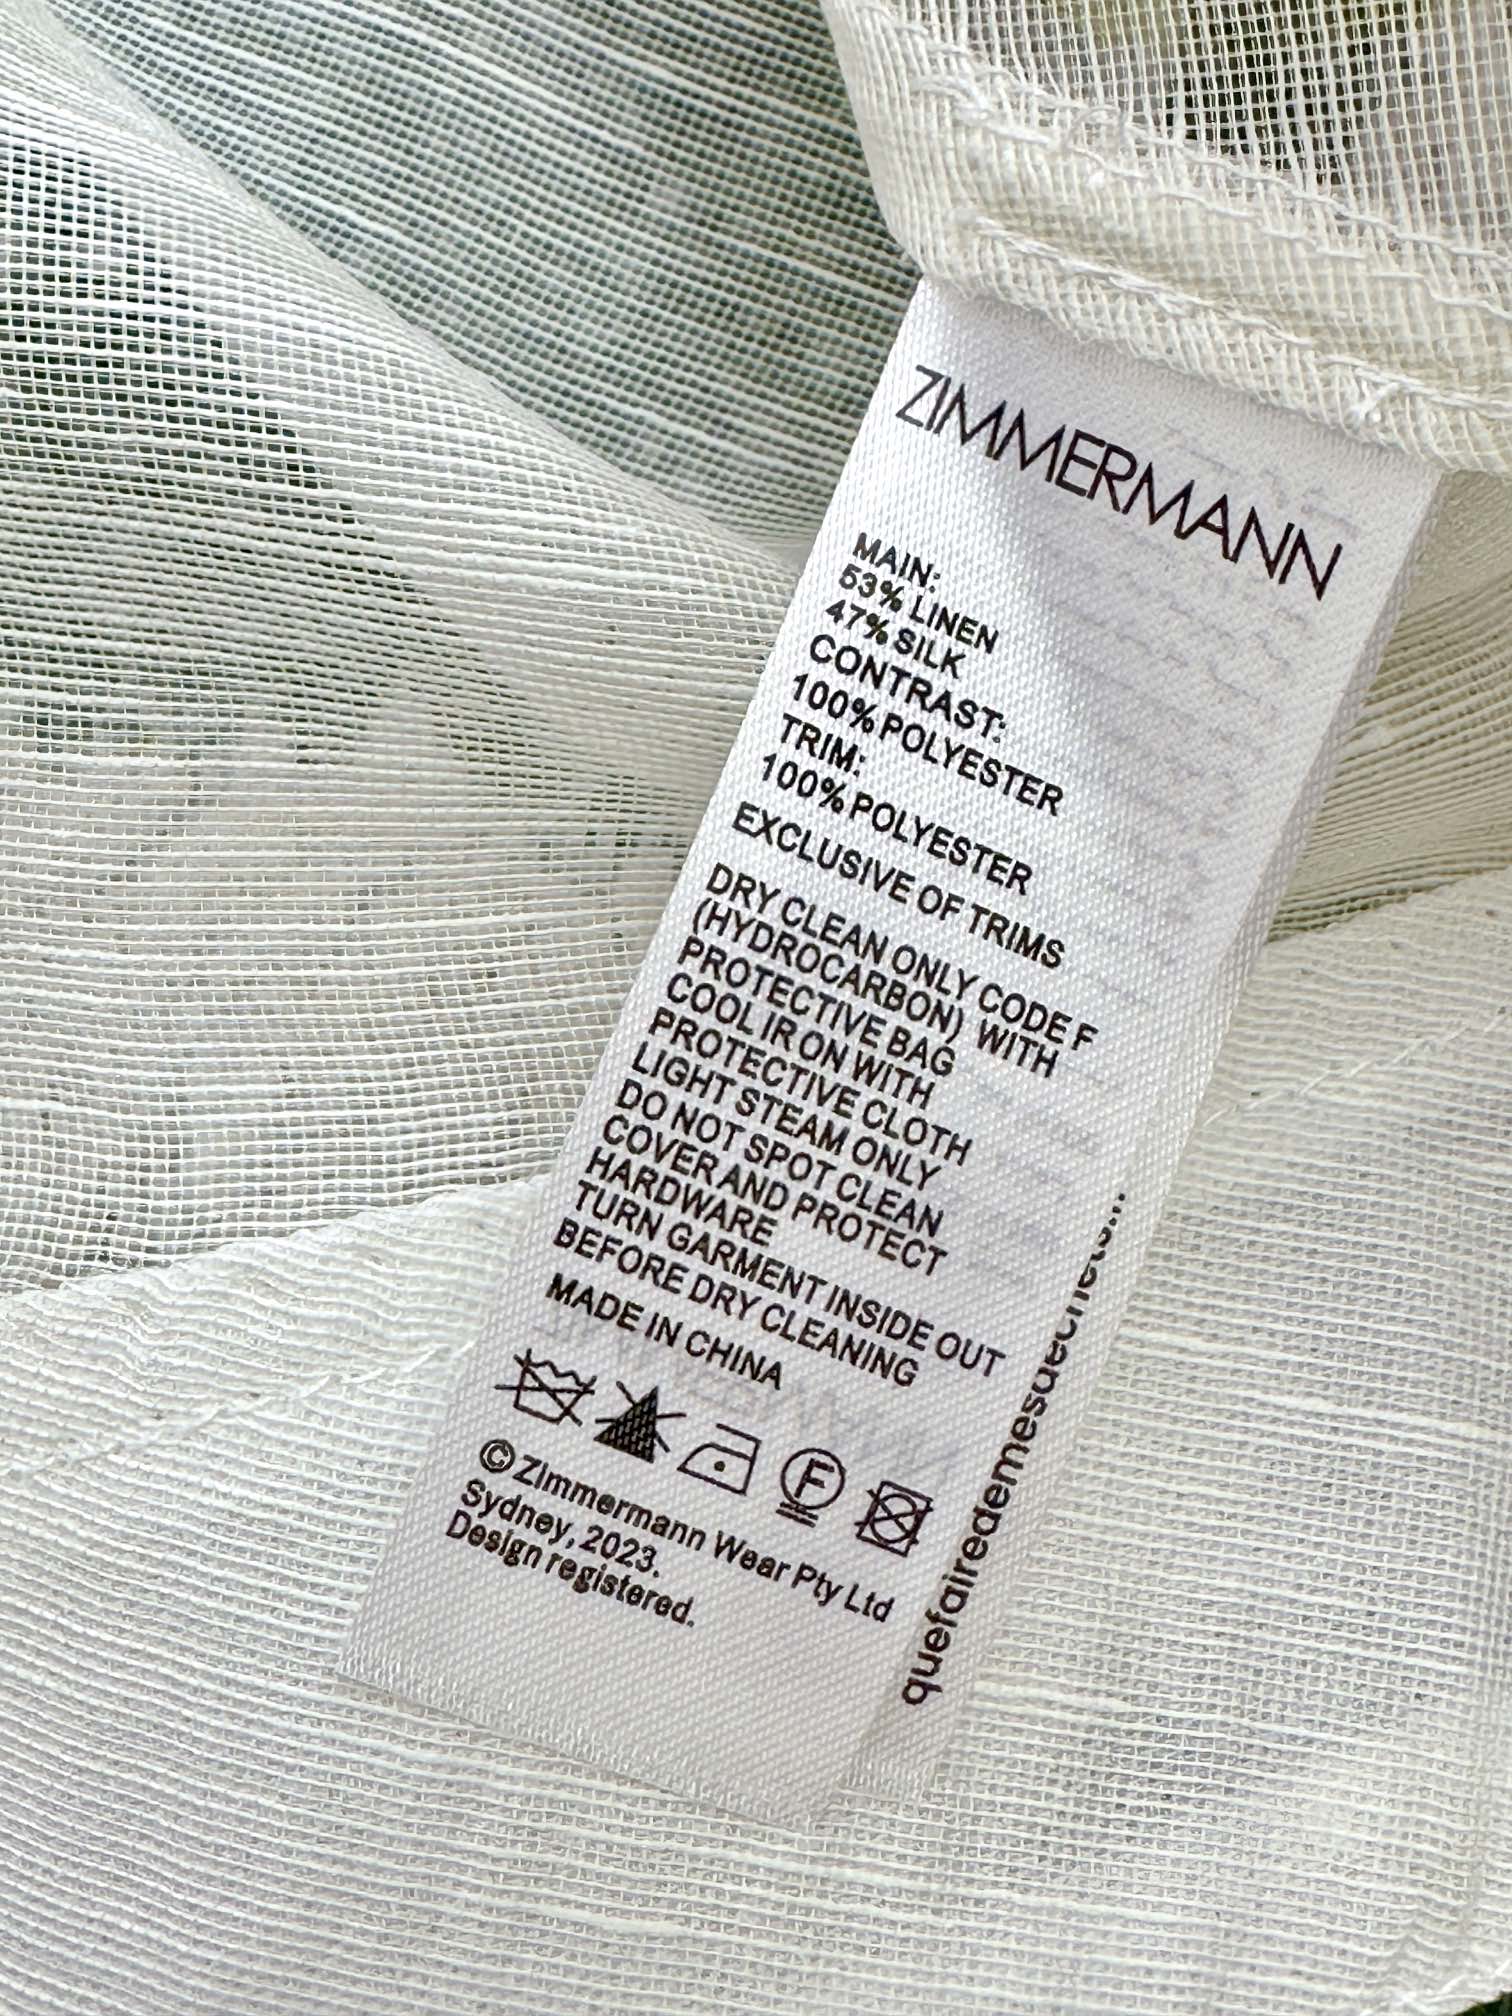 ZIMMERMANN
MAIN:
53% LINEN
47% SILK
CONTRAST:
100% POLYESTER
TRIM:
100% POLYESTER
EXCLUSIVE OF TRIMS
DRY CLEAN ONLY CODE F
(HYDROCARBON) WITH
PROTECTIVE BAG
COOL IRON WITH
PROTECTIVE CLOTH
LIGHT STEAM ONLY
DO NOT SPOT CLEAN
COVER AND PROTECT
HARDWARE
TURN GARMENT INSIDE OUT
BEFORE DRY CLEANING
MADE IN CHINA
F
© Zimmermann Wear Pty Ltd
Sydney, 2023.
Design registered.
quefairedemesdechets